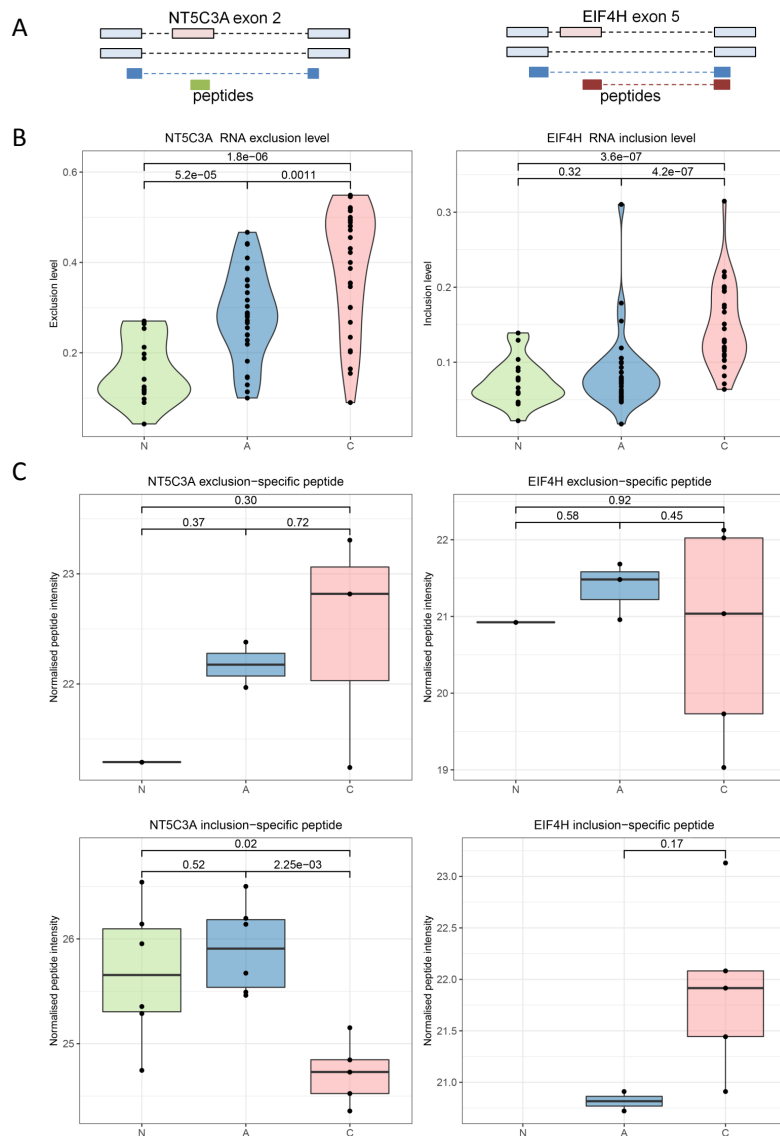 A
NT5C3A exon 2
EIF4H exon 5
peptides
peptides
B
NT5C3A RNA exclusion level
EIF4H RNA inclusion level
1.8e-06
5.2e-05
0.0011
3.6e-07
0.32
4.2e-07
Exclusion level
0.6
0.4
0.2
N
A
C
Inclusion level
0.3
0.2
0.1
N
A
C
C
NT5C3A exclusion-specific peptide
EIF4H exclusion-specific peptide
0.30
0.37
0.72
0.92
0.58
0.45
Normalised peptide intensity
23
22
N
A
C
Normalised peptide intensity
22
21
20
19
N
A
C
NT5C3A inclusion-specific peptide
EIF4H inclusion-specific peptide
0.02
0.52
2.25e-03
0.17
Normalised peptide intensity
26
25
N
A
C
Normalised peptide intensity
23.0
22.5
22.0
21.5
21.0
N
A
C